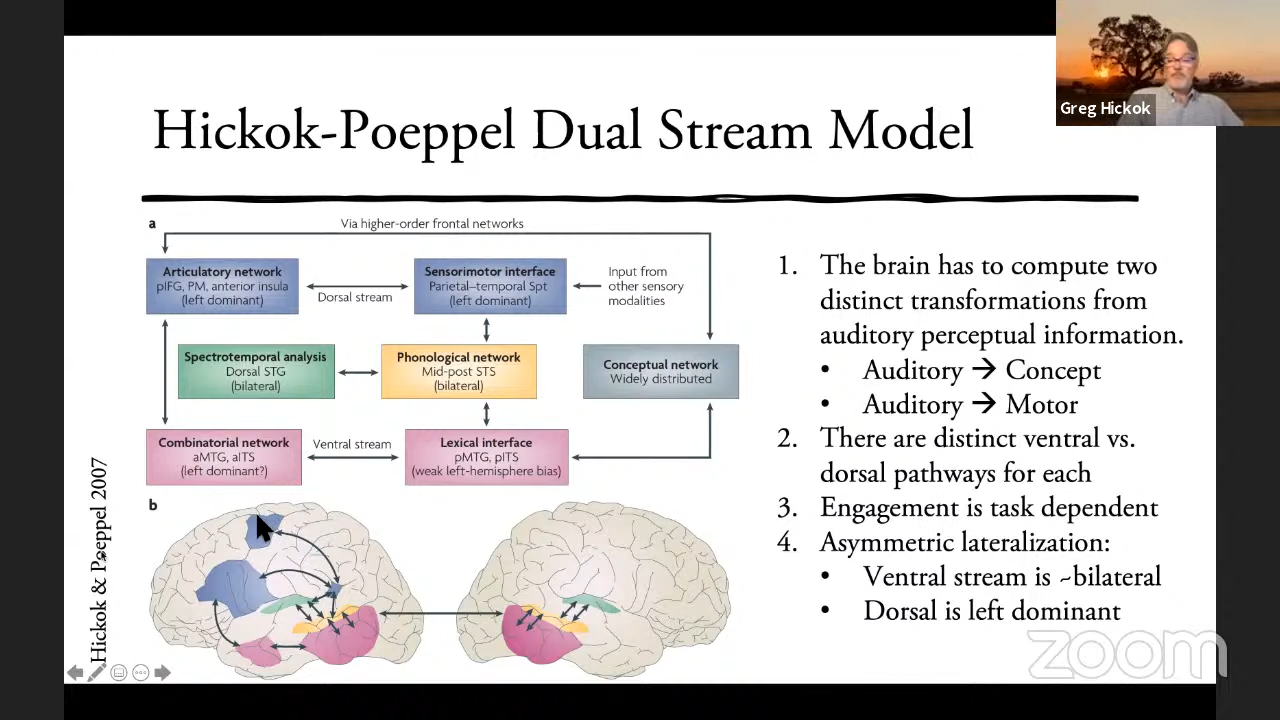 Greg Hickok
Hickok-Poeppel Dual Stream Model
a
Via higher-order frontal networks
Articulatory network
pIFG, PM, anterior insula
(left dominant)
Dorsal stream
Sensorimotor interface
Parietal–temporal Spt
(left dominant)
Input from
other sensory
modalities
Spectrotemporal analysis
Dorsal STG
(bilateral)
Phonological network
Mid-post STS
(bilateral)
Conceptual network
Widely distributed
Combinatorial network
aMTG, aITS
(left dominant?)
Ventral stream
Lexical interface
pMTG, pITS
(weak left-hemisphere bias)
b
Hickok & Poeppel 2007
1. The brain has to compute two
distinct transformations from
auditory perceptual information.
• Auditory → Concept
• Auditory → Motor
2. There are distinct ventral vs.
dorsal pathways for each
3. Engagement is task dependent
4. Asymmetric lateralization:
• Ventral stream is ~bilateral
• Dorsal is left dominant
zoom